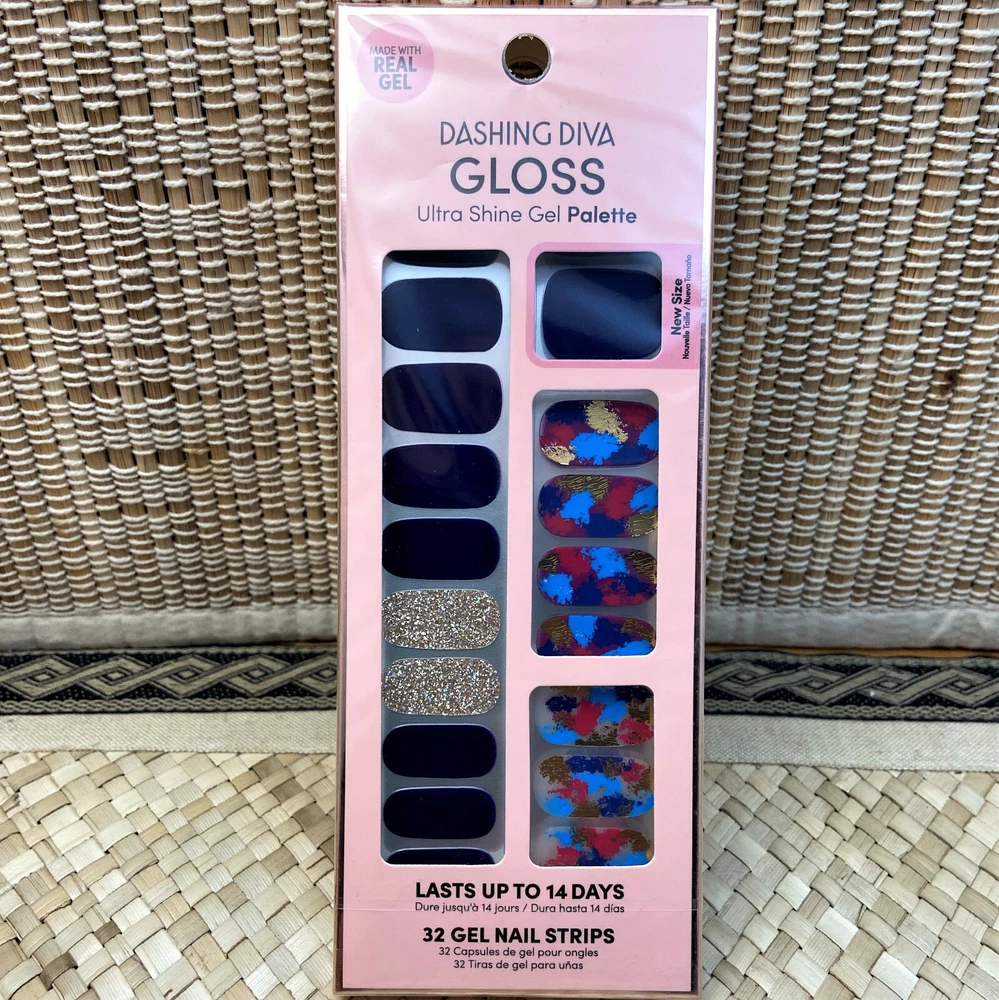 MADE WITH
REAL
GEL
DASHING DIVA
GLOSS
Ultra Shine Gel Palette
New Size
Nouvelle Taille / Nuevo Tamaño
LASTS UP TO 14 DAYS
Dure jusqu'à 14 jours / Dura hasta 14 días
32 GEL NAIL STRIPS
32 Capsules de gel pour ongles
32 Tiras de gel para uñas